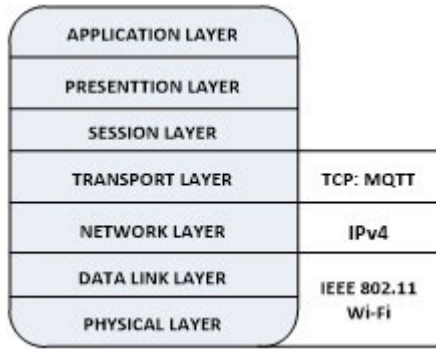 APPLICATION LAYER
PRESENTTION LAYER
SESSION LAYER
TRANSPORT LAYER
TCP: MQTT
NETWORK LAYER
IPv4
DATA LINK LAYER
PHYSICAL LAYER
IEEE 802.11
Wi-Fi